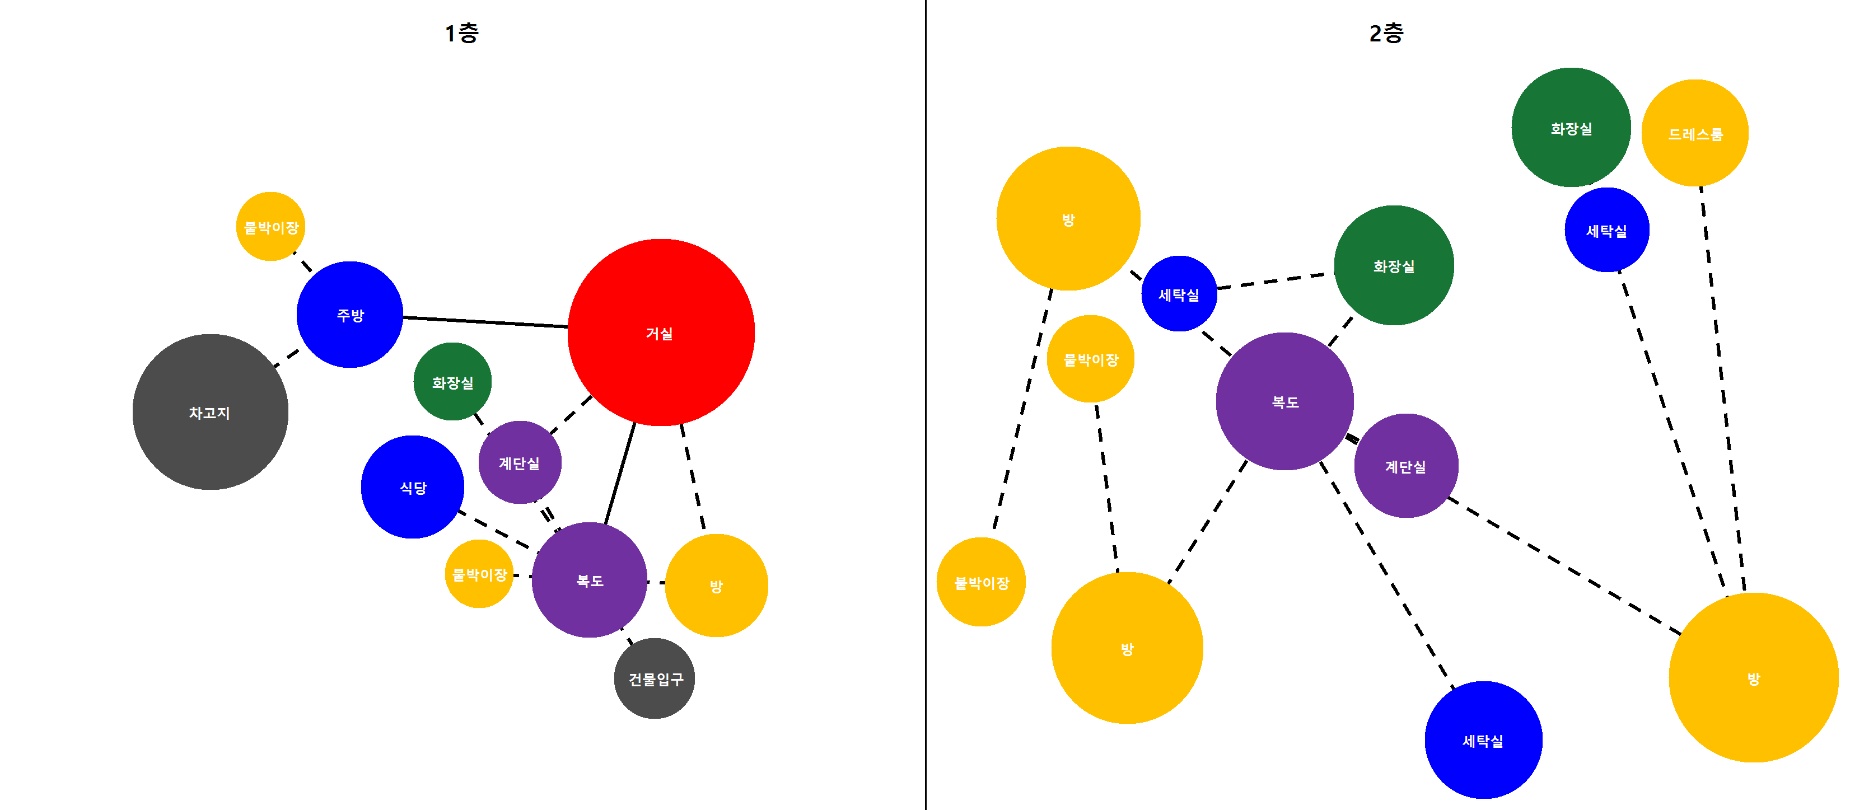 1층
붙박이장
주방
거실
화장실
차고지
계단실
식당
붙박이장
복도
방
건물입구
2층
화장실
드레스룸
방
세탁실
화장실
세탁실
붙박이장
복도
계단실
붙박이장
방
방
세탁실